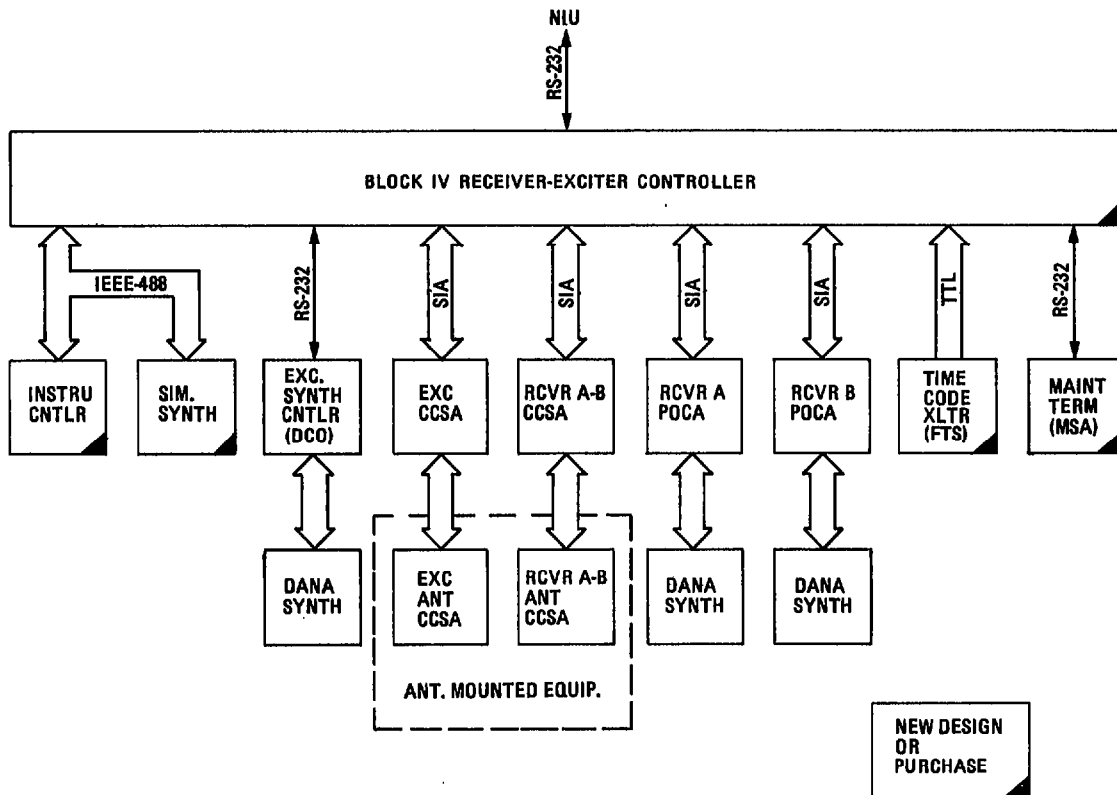 NIU
RS-232
BLOCK IV RECEIVER-EXCITER CONTROLLER
IEEE-488
RS-232
SIA
SIA
SIA
SIA
TTL
RS-232
INSTRU
CNTLR
SIM.
SYNTH
EXC.
SYNTH
CNTLR
(DCO)
EXC
CCSA
RCVR A-B
CCSA
RCVR A
POCA
RCVR B
POCA
TIME
CODE
XLTR
(FTS)
MAINT
TERM
(MSA)
DANA
SYNTH
EXC
ANT
CCSA
RCVR A-B
ANT
CCSA
DANA
SYNTH
DANA
SYNTH
ANT. MOUNTED EQUIP.
NEW DESIGN
OR
PURCHASE